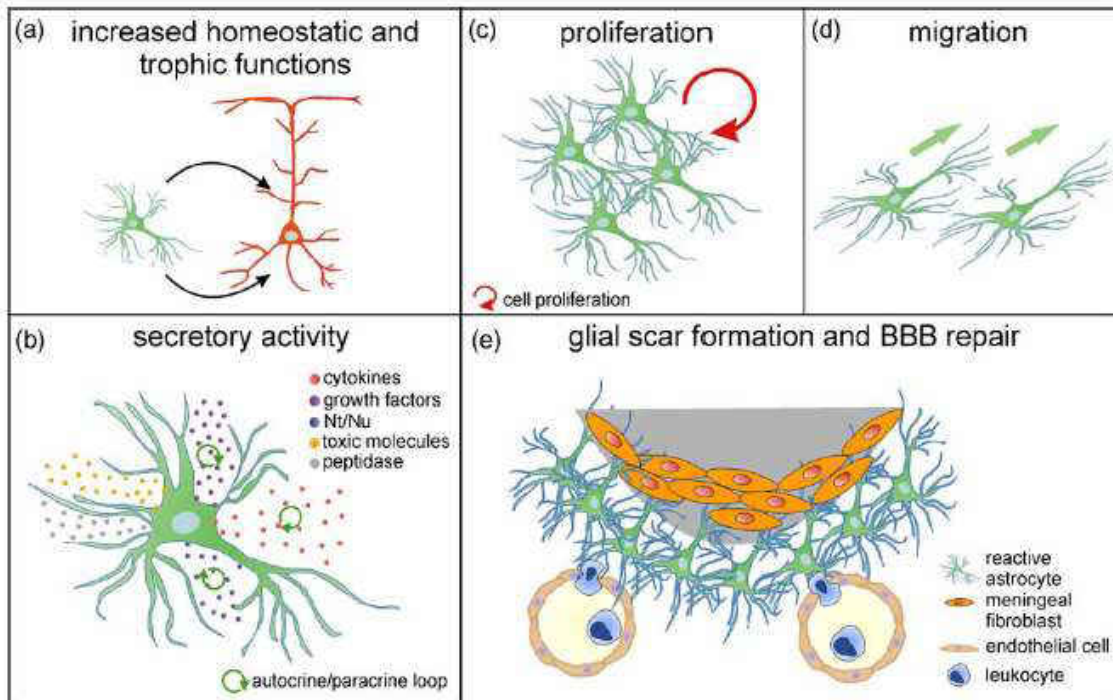 (a) increased homeostatic and
trophic functions
(c) proliferation
cell proliferation
(d) migration
(b) secretory activity
cytokines
growth factors
Nt/Nu
toxic molecules
peptidase
autocrine/paracrine loop
(e) glial scar formation and BBB repair
reactive
astrocyte
meningeal
fibroblast
endothelial cell
leukocyte